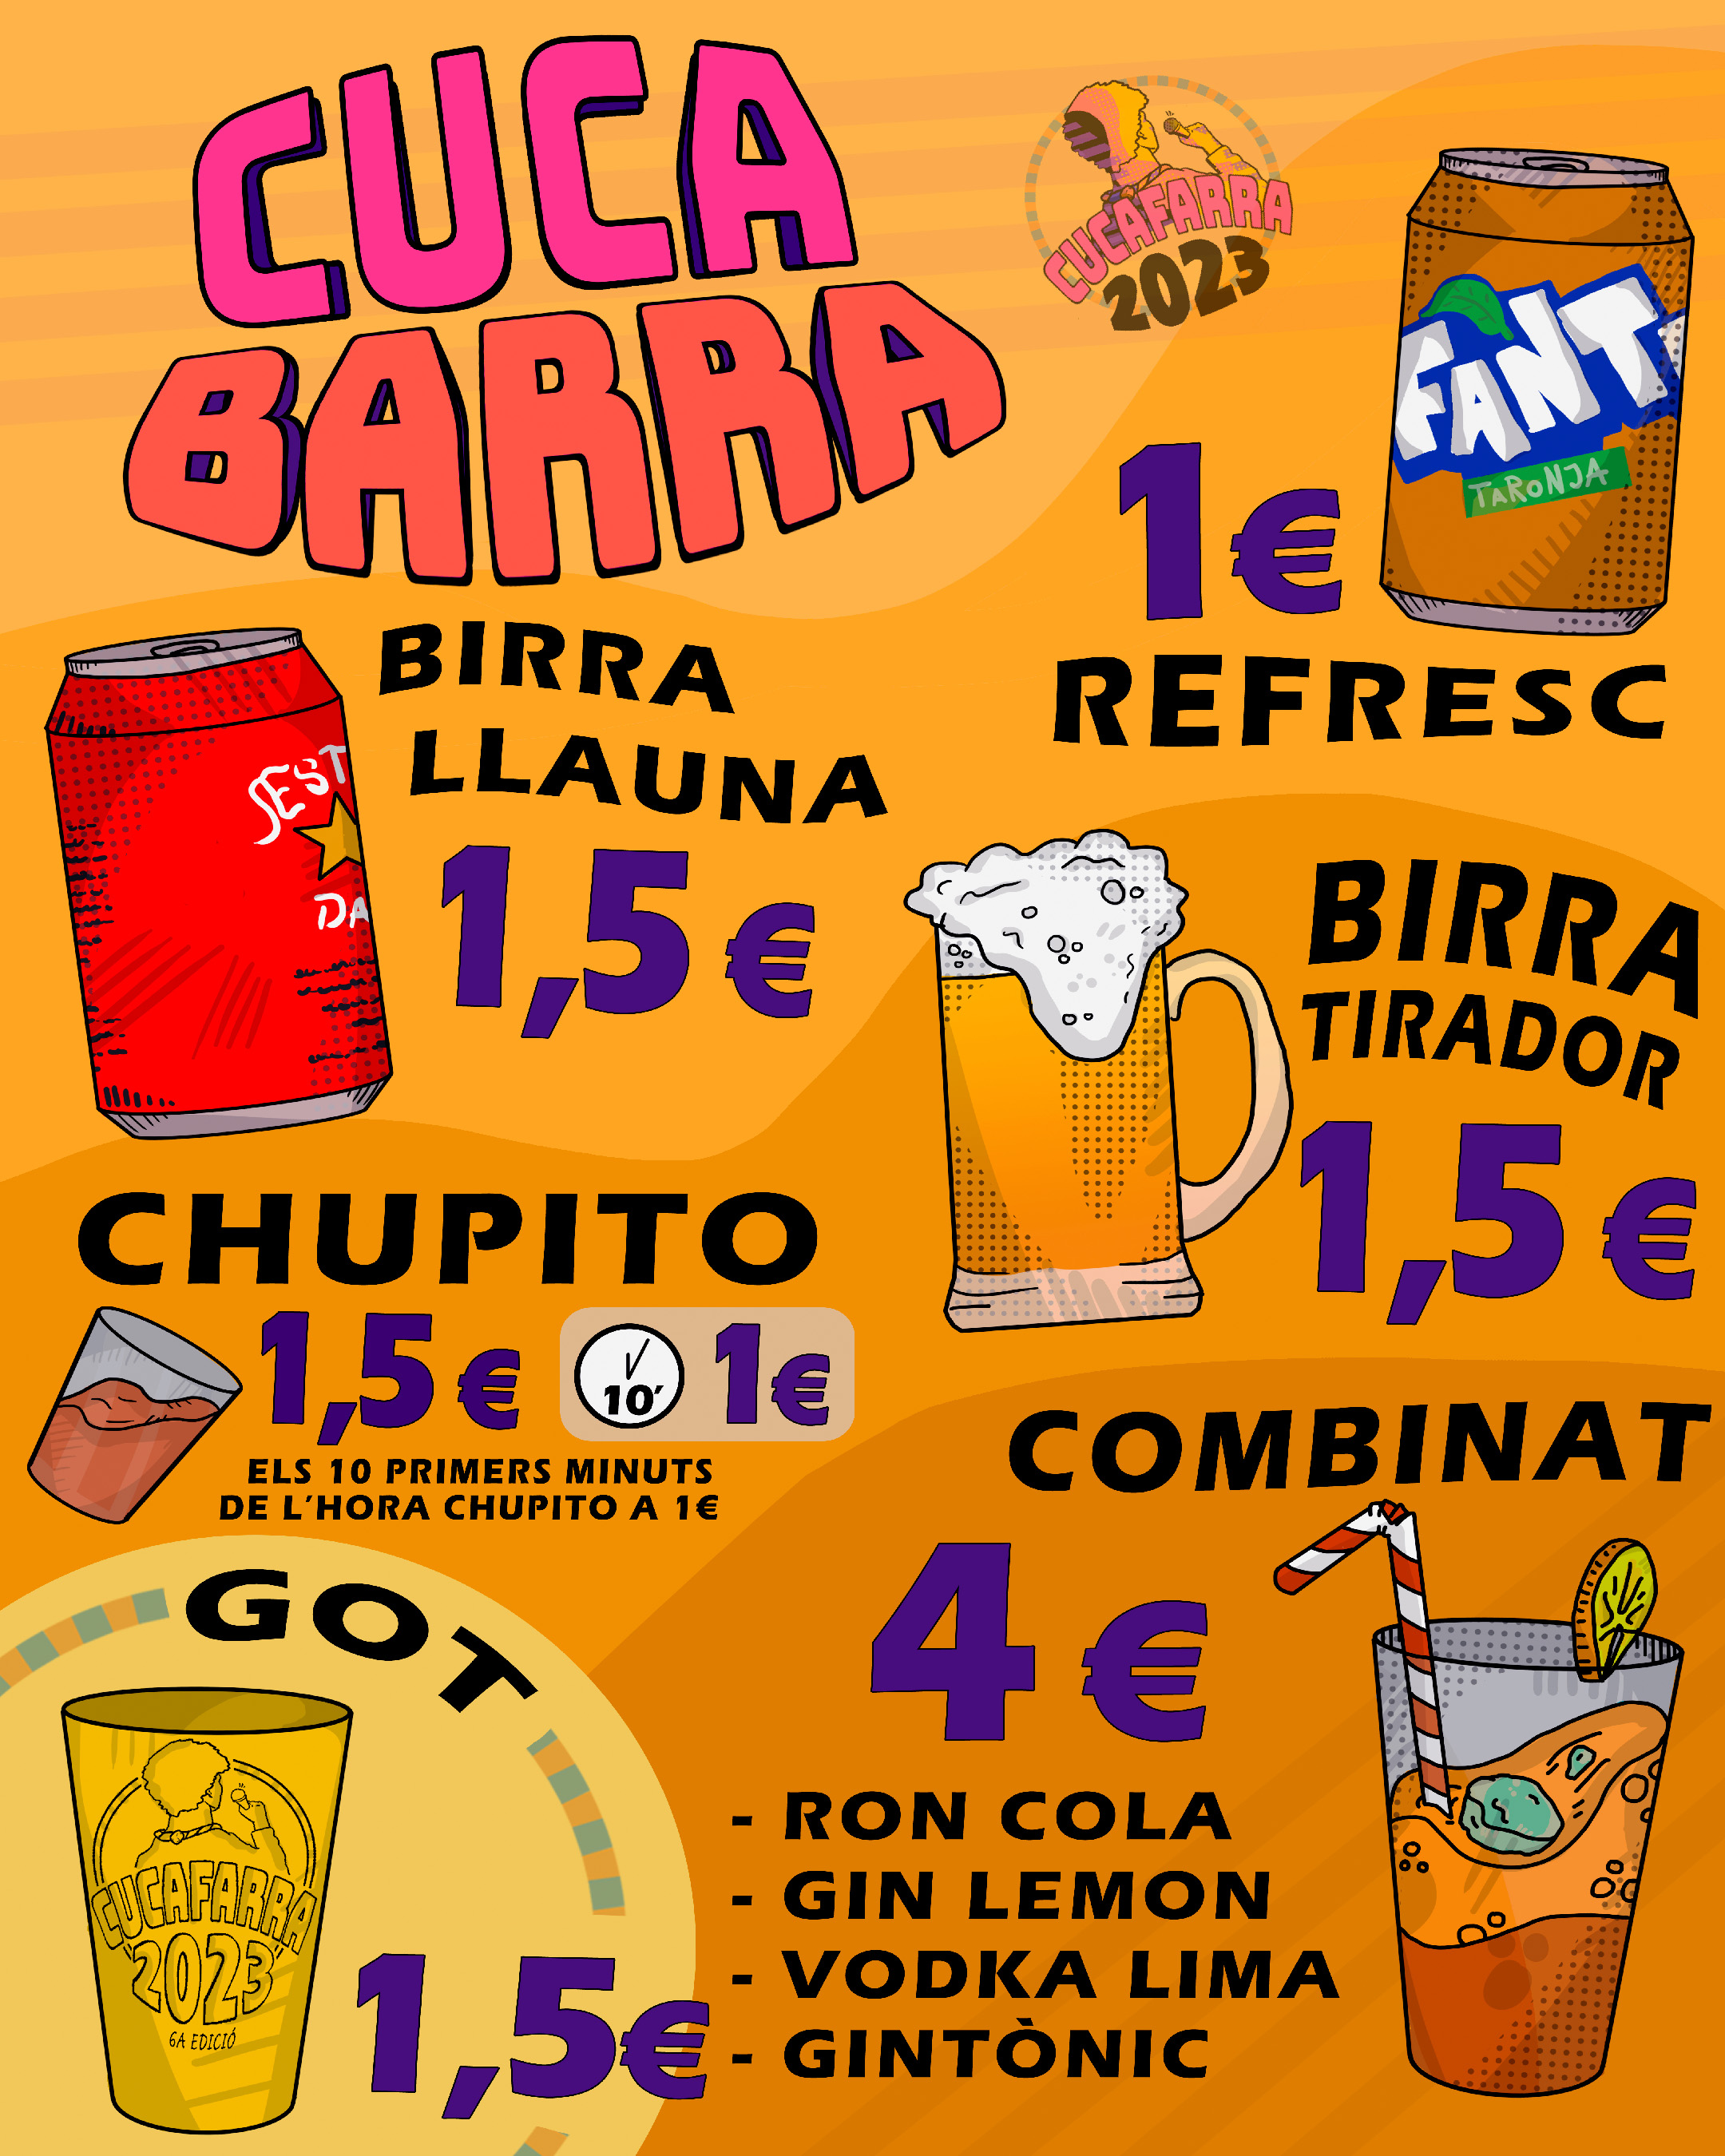 CUCA
BARRA
CUCAFARRA
2023
FANT
TARONJA
1€
REFRESC
BIRRA
LLAUNA
1,5€
SEST
DA
BIRRA
TIRADOR
1,5€
CHUPITO
1,5€
10'
1€
ELS 10 PRIMERS MINUTS
DE L'HORA CHUPITO A 1€
COMBINAT
4€
- RON COLA
- GIN LEMON
- VODKA LIMA
- GINTÒNIC
GOT
CUCAFARRA
2023
6A EDICIÓ
1,5€